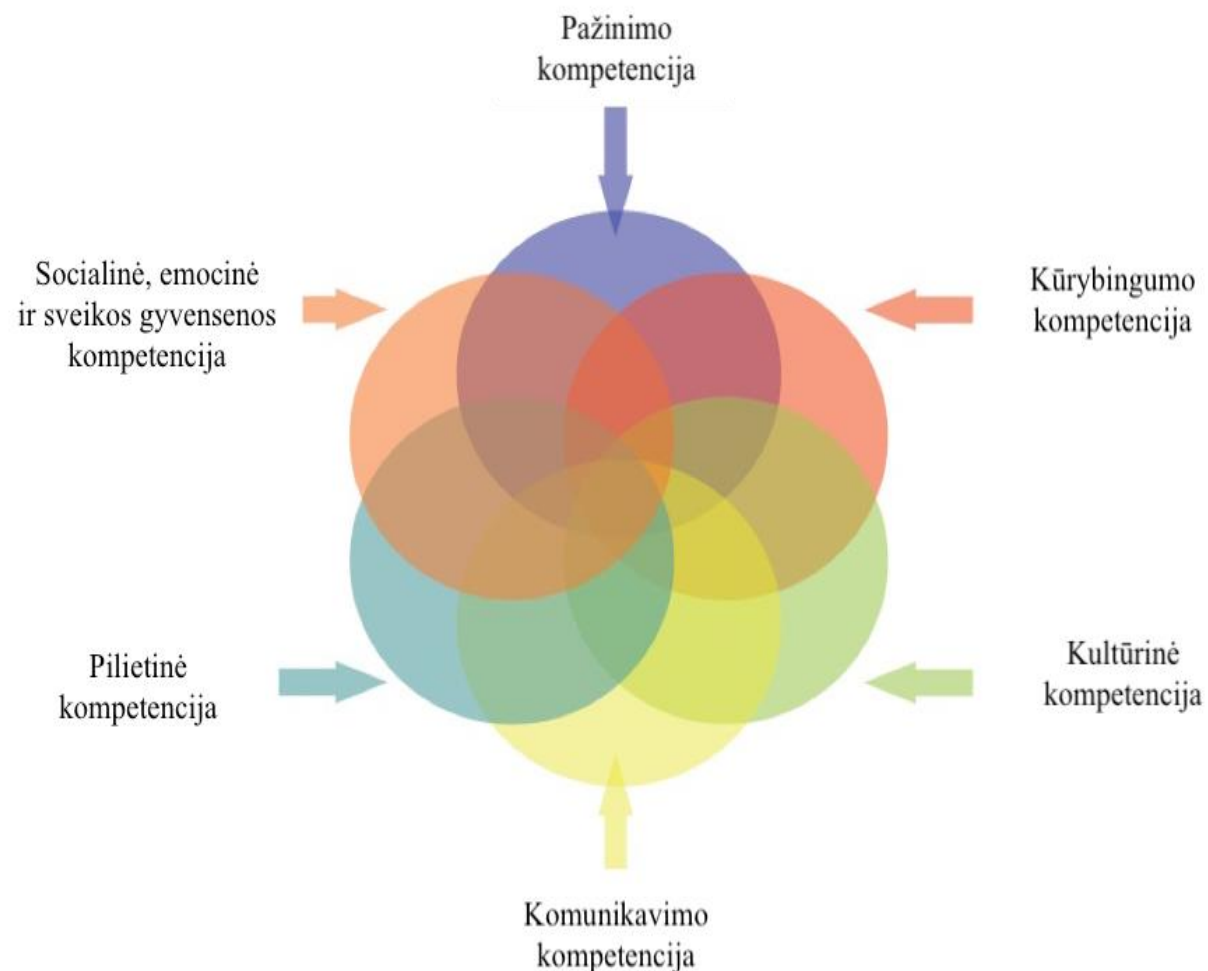 Pažinimo
kompetencija
Socialinė, emocinė
ir sveikos gyvensenos
kompetencija
Kūrybingumo
kompetencija
Pilietinė
kompetencija
Kultūrinė
kompetencija
Komunikavimo
kompetencija